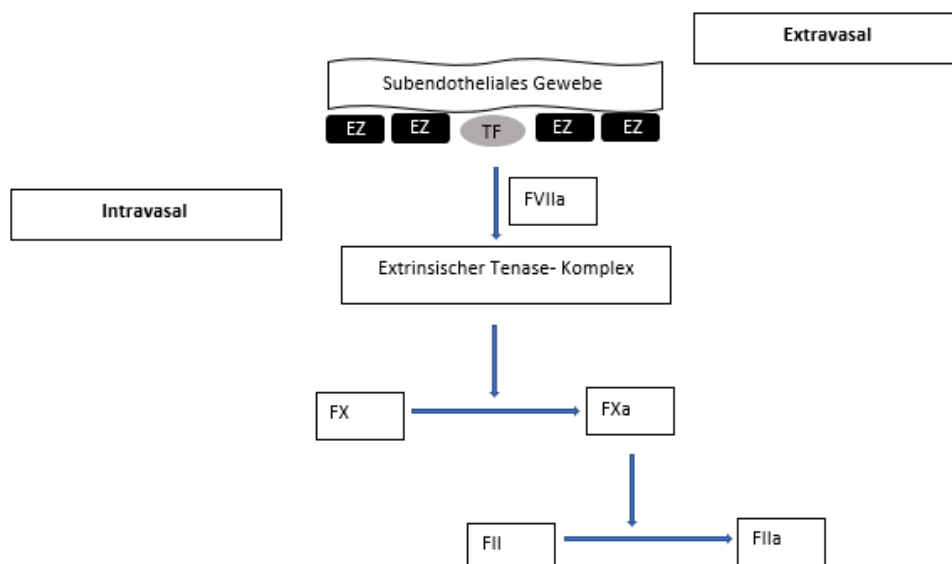 Extravasal
Subendotheliales Gewebe
EZ EZ TF EZ EZ
FVIIa
Intravasal
Extrinsischer Tenase- Komplex
FX FXa
FII FIIa